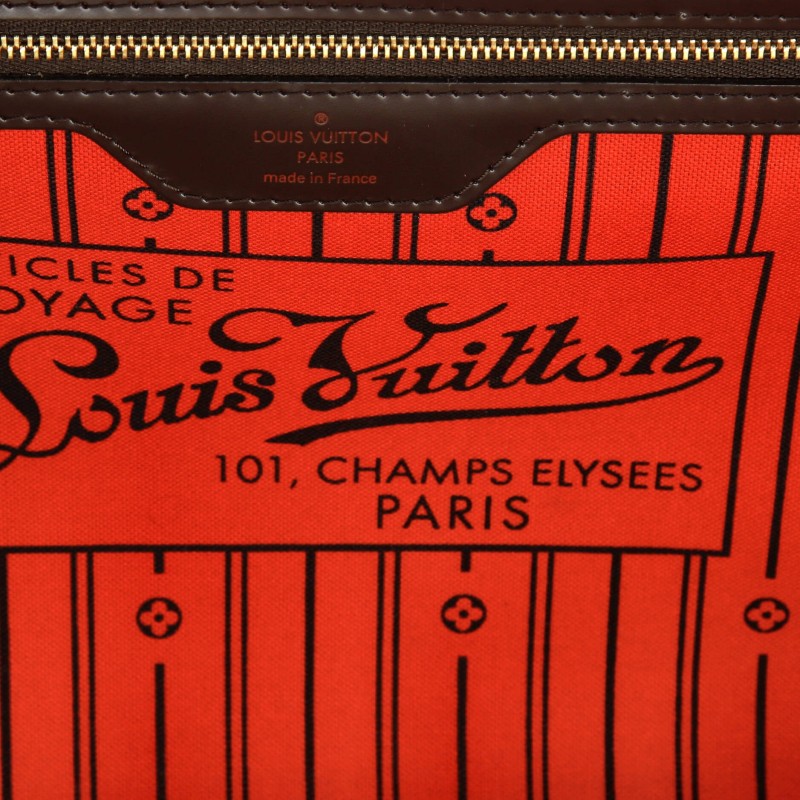 ®
LOUIS VUITTON
PARIS
made in France
ICLES DE
OYAGE
Louis Vuitton
101, CHAMPS ELYSEES
PARIS